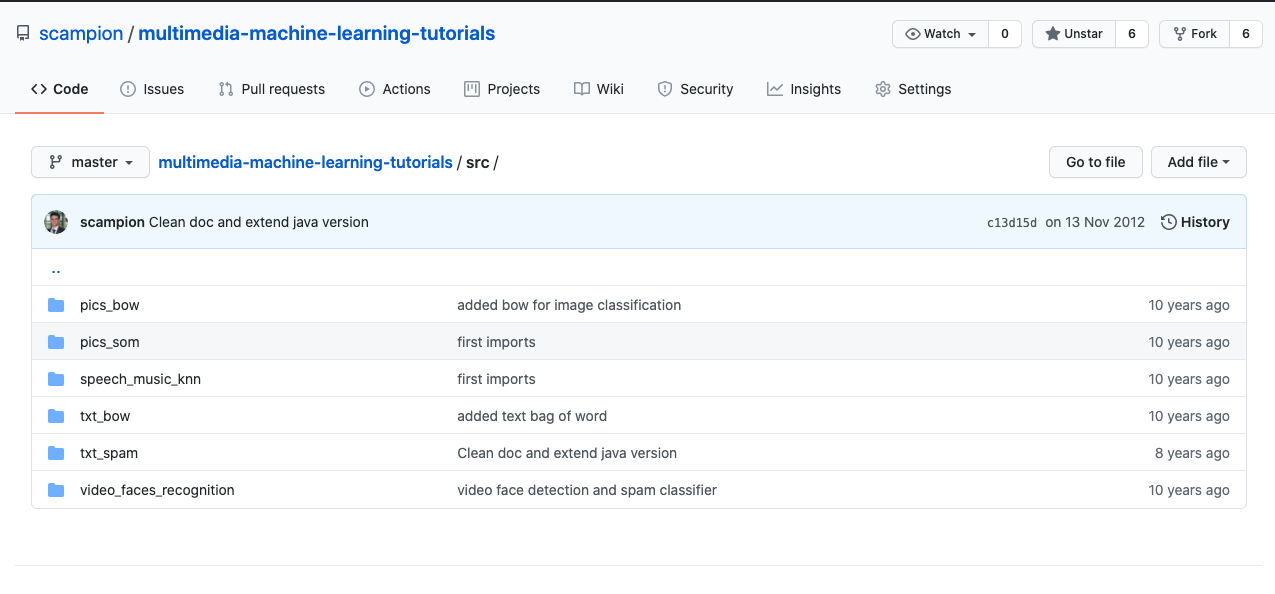 scampion / multimedia-machine-learning-tutorials Watch 0 Unstar 6 Fork 6
Code Issues Pull requests Actions Projects Wiki Security Insights Settings
master multimedia-machine-learning-tutorials / src / Go to file Add file
scampion Clean doc and extend java version c13d15d on 13 Nov 2012 History
..
pics_bow added bow for image classification 10 years ago
pics_som first imports 10 years ago
speech_music_knn first imports 10 years ago
txt_bow added text bag of word 10 years ago
txt_spam Clean doc and extend java version 8 years ago
video_faces_recognition video face detection and spam classifier 10 years ago